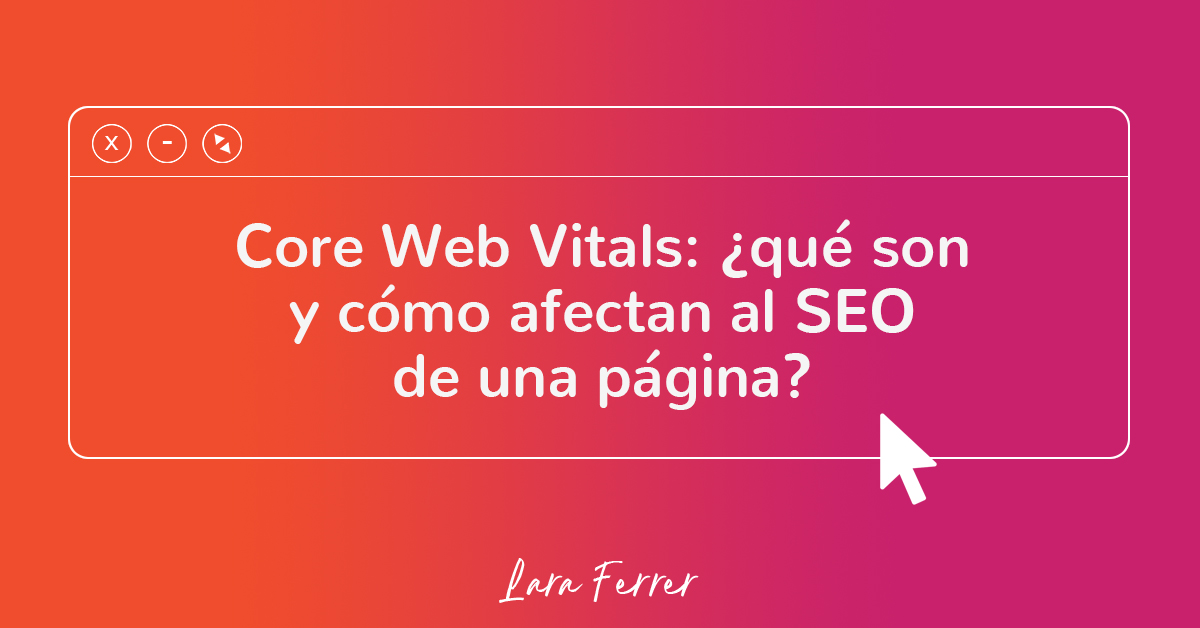 X -
Core Web Vitals: ¿qué son
y cómo afectan al SEO
de una página?
Lara Ferrer